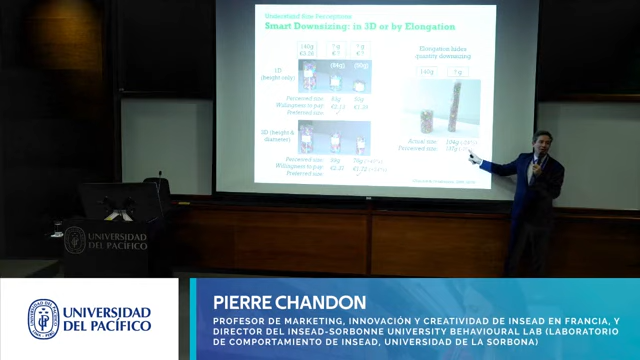 Understand Size Perceptions
Smart Downsizing: in 3D or by Elongation
140g
? g
? g
Elongation hides
quantity downsizing
140g
? g
1D
(height only)
Perceived size:
Willingness to pay:
Preferred size:
Actual size:
Perceived size:
2D (height &
diameter)
Perceived size:
Willingness to pay:
Preferred size:
UNIVERSIDAD
DEL PACÍFICO
UNIVERSIDAD
DEL PACÍFICO
PIERRE CHANDON
PROFESOR DE MARKETING, INNOVACIÓN Y CREATIVIDAD DE INSEAD EN FRANCIA, Y
DIRECTOR DEL INSEAD-SORBONNE UNIVERSITY BEHAVIOURAL LAB (LABORATORIO
DE COMPORTAMIENTO DE INSEAD, UNIVERSIDAD DE LA SORBONA)